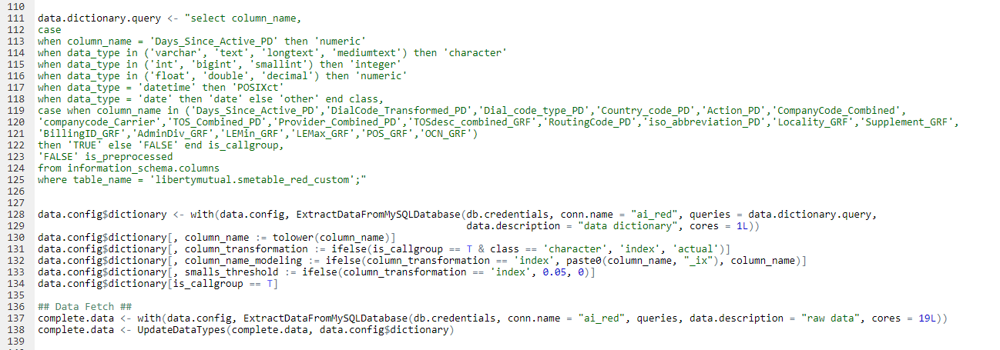 110
111 data.dictionary.query <- "select column_name,
112 case
113 when column_name = 'Days_Since_Active_PD' then 'numeric'
114 when data_type in ('varchar', 'text', 'longtext', 'mediumtext') then 'character'
115 when data_type in ('int', 'bigint', 'smallint') then 'integer'
116 when data_type in ('float', 'double', 'decimal') then 'numeric'
117 when data_type = 'datetime' then 'POSIXct'
118 when data_type = 'date' then 'date' else 'other' end class,
119 case when column_name in ('Days_Since_Active_PD','DialCode_Transformed_PD','Dial_code_type_PD','Country_code_PD','Action_PD','CompanyCode_Combined',
120 'companycode_Carrier','TOS_Combined_PD','Provider_Combined_PD','TOSdesc_combined_GRF','RoutingCode_PD','iso_abbreviation_PD','Locality_GRF','Supplement_GRF',
121 'BillingID_GRF','AdminDiv_GRF','LEMin_GRF','LEMax_GRF','POS_GRF','OCN_GRF')
122 then 'TRUE' else 'FALSE' end is_callgroup,
123 'FALSE' is_preprocessed
124 from information_schema.columns
125 where table_name = 'libertymutual.smetable_red_custom';"
126
127
128 data.config$dictionary <- with(data.config, ExtractDataFromMySQLDatabase(db.credentials, conn.name = "ai_red", queries = data.dictionary.query,
129 data.description = "data dictionary", cores = 1L))
130 data.config$dictionary[, column_name := tolower(column_name)]
131 data.config$dictionary[, column_transformation := ifelse(is_callgroup == T & class == 'character', 'index', 'actual')]
132 data.config$dictionary[, column_name_modeling := ifelse(column_transformation == 'index', paste0(column_name, "_ix"), column_name)]
133 data.config$dictionary[, smalls_threshold := ifelse(column_transformation == 'index', 0.05, 0)]
134 data.config$dictionary[is_callgroup == T]
135
136 ## Data Fetch ##
137 complete.data <- with(data.config, ExtractDataFromMySQLDatabase(db.credentials, conn.name = "ai_red", queries, data.description = "raw data", cores = 19L))
138 complete.data <- UpdateDataTypes(complete.data, data.config$dictionary)
139